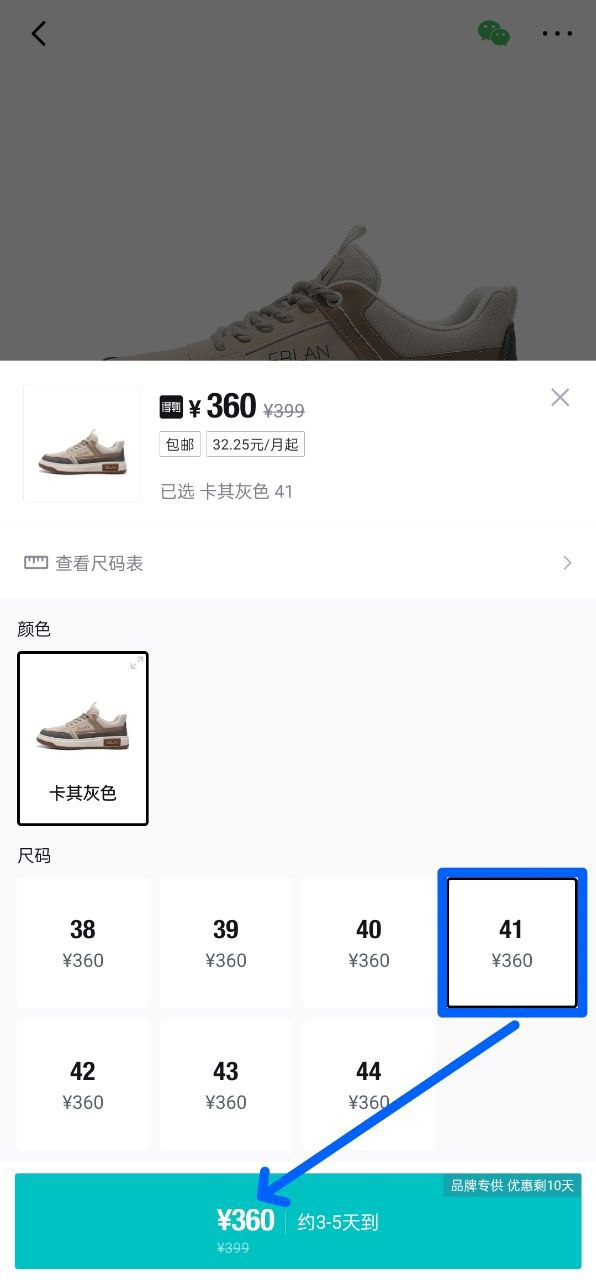 EBLAN
得物 ¥ 360 ¥399
包邮 32.25元/月起
已选 卡其灰色 41
查看尺码表
颜色
卡其灰色
尺码
38 39 40 41
¥360 ¥360 ¥360 ¥360
42 43 44
¥360 ¥360 ¥360
品牌专供 优惠剩10天
¥360 约3-5天到
¥399